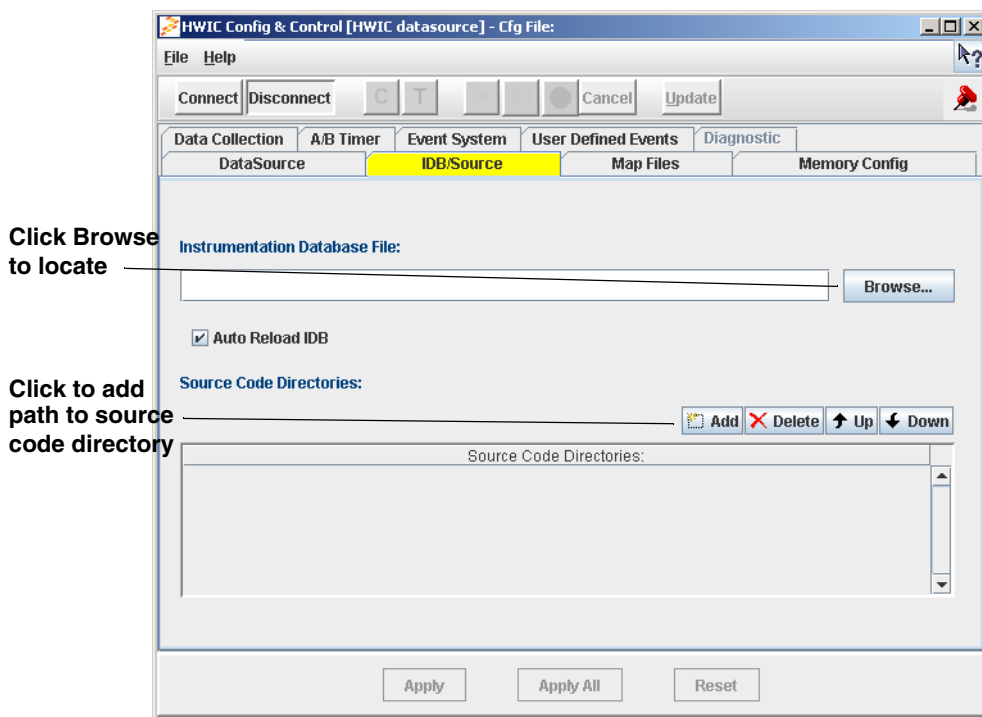 HWIC Config & Control [HWIC datasource] - Cfg File:
File Help
Connect Disconnect C T Cancel Update
Data Collection A/B Timer Event System User Defined Events Diagnostic
DataSource IDB/Source Map Files Memory Config
Click Browse
to locate
Instrumentation Database File:
Browse...
Auto Reload IDB
Click to add
path to source
code directory
Source Code Directories:
Add Delete Up Down
Source Code Directories:
Apply Apply All Reset